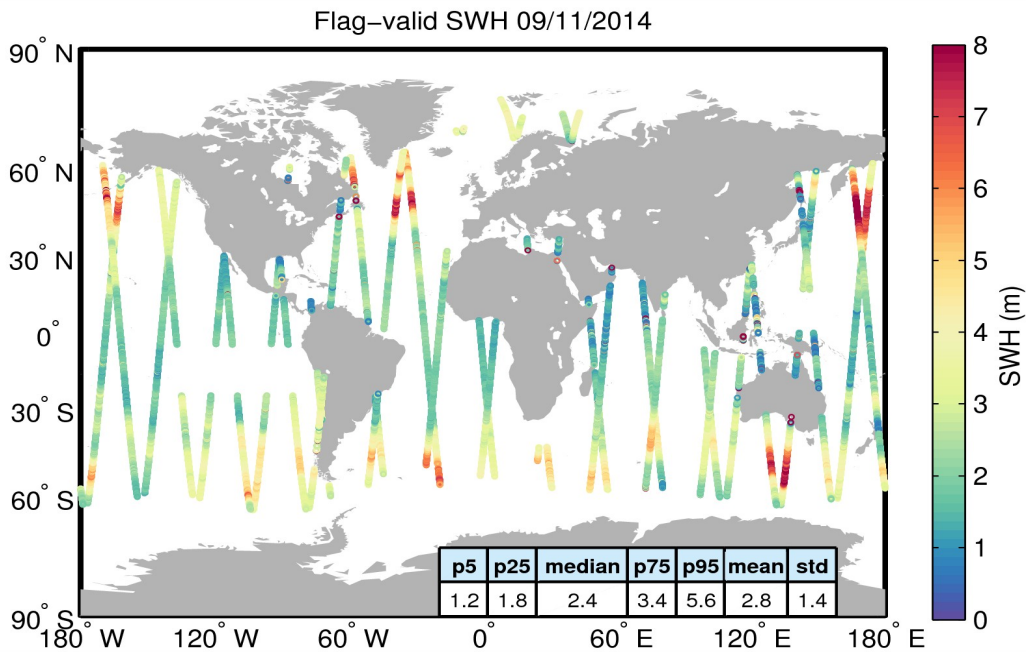 Flag−valid SWH 09/11/2014
90° N
60° N
30° N
0°
30° S
60° S
90° S
180° W
120° W
60° W
0°
60° E
120° E
180° E
p5 p25 median p75 p95 mean std
1.2 1.8 2.4 3.4 5.6 2.8 1.4
8
7
6
5
4
3
2
1
0
SWH (m)